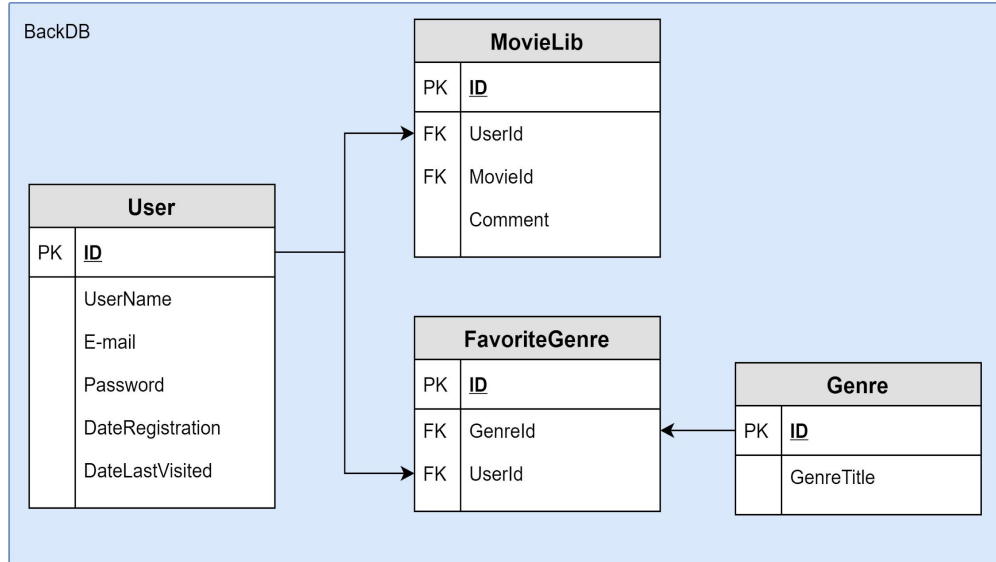 BackDB
MovieLib
PK ID
FK UserId
FK MovieId
Comment
User
PK ID
UserName
E-mail
Password
DateRegistration
DateLastVisited
FavoriteGenre
PK ID
FK GenreId
FK UserId
Genre
PK ID
GenreTitle